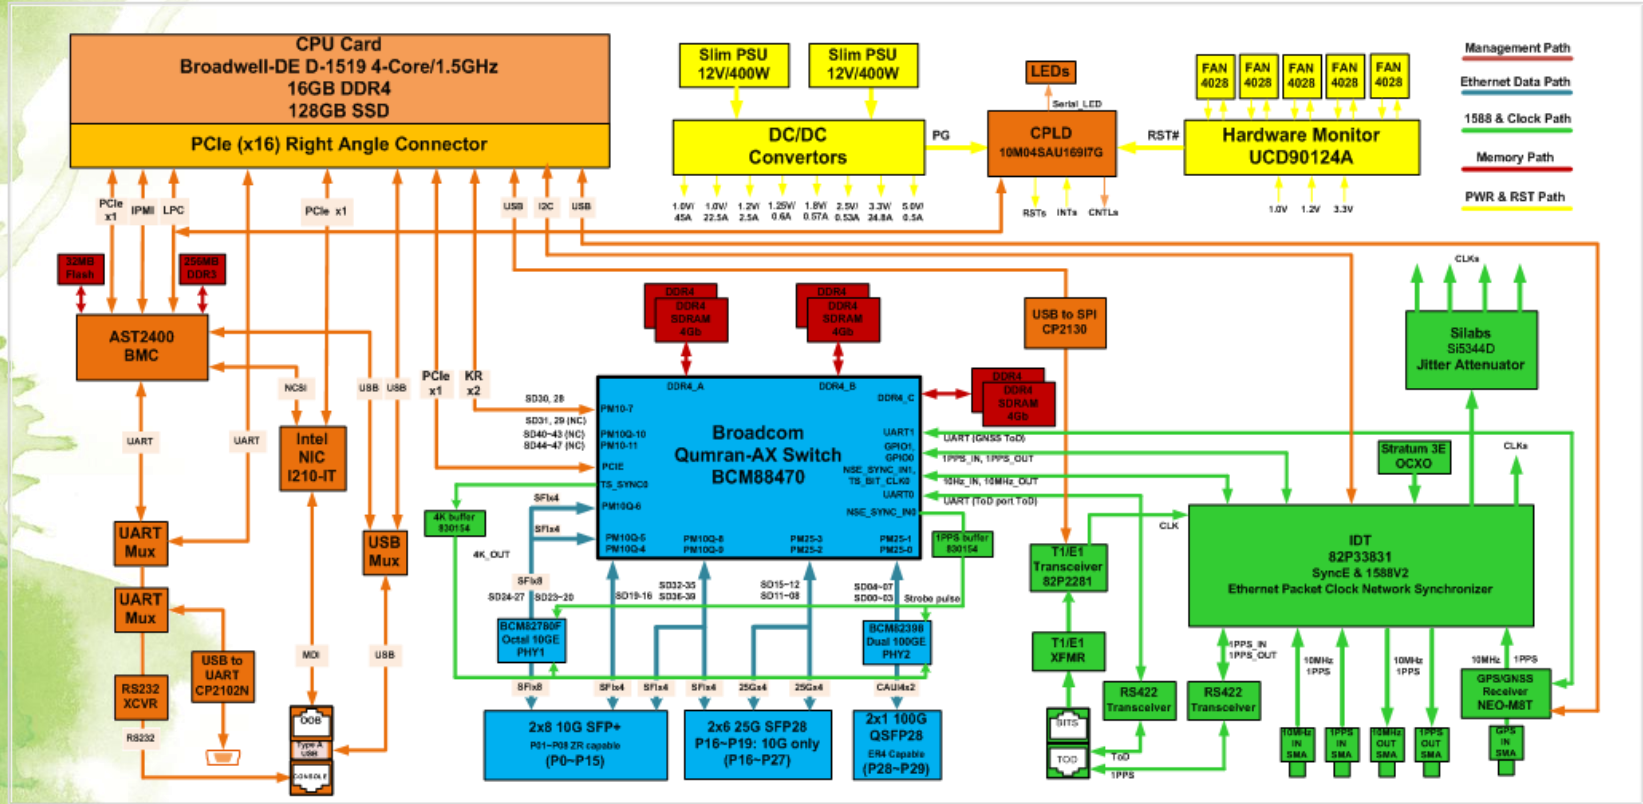 CPU Card
Broadwell-DE D-1519 4-Core/1.5GHz
16GB DDR4
128GB SSD
PCIe (x16) Right Angle Connector
Slim PSU
12V/400W
Slim PSU
12V/400W
DC/DC
Convertors
PG
LEDs
Serial_LED
CPLD
10M04SAU169I7G
RST#
FAN
4028
FAN
4028
FAN
4028
FAN
4028
FAN
4028
Hardware Monitor
UCD90124A
Management Path
Ethernet Data Path
1588 & Clock Path
Memory Path
PWR & RST Path
1.0V/
45A
1.0V/
22.5A
1.2V/
2.5A
1.25V/
0.6A
1.8V/
0.57A
2.5V/
0.53A
3.3V/
24.8A
5.0V/
0.5A
RSTs
INTs
CNTLs
1.0V
1.2V
3.3V
PCIe
x1
IPMI
LPC
UART
PCIe x1
USB
I2C
USB
32MB
Flash
256MB
DDR3
AST2400
BMC
NCSI
USB
USB
PCIe
x1
KR
x2
UART
UART
Intel
NIC
I210-IT
UART
Mux
USB
Mux
UART
Mux
MDI
USB
USB to
UART
CP2102N
RS232
XCVR
RS232
OOB
Type A
USB
CONSOLE
DDR4
DDR4
SDRAM
4Gb
DDR4
DDR4
SDRAM
4Gb
DDR4
DDR4
SDRAM
4Gb
DDR4_A
DDR4_B
DDR4_C
Broadcom
Qumran-AX Switch
BCM88470
SD30, 28
SD31, 29 (NC)
SD40~43 (NC)
SD44~47 (NC)
PM10-7
PM10Q-10
PM10-11
PCIE
TS_SYNC0
PM10Q-6
PM10Q-5
PM10Q-4
PM10Q-8
PM10Q-9
PM25-3
PM25-2
PM25-1
PM25-0
UART1
GPIO1,
GPIO0
NSE_SYNC_IN1,
TS_BIT_CLK0
UART0
NSE_SYNC_IN0
UART (GNSS ToD)
1PPS_IN, 1PPS_OUT
10Hz_IN, 10MHz_OUT
UART (ToD port ToD)
SFIx4
SFIx4
4K buffer
830154
4K_OUT
1PPS buffer
830154
SFIx8
SD24-27
SD23~20
SD19-16
SD32-35
SD36-39
SD15~12
SD11~08
SD04~07
SD00~03
Strobe pulse
BCM82780F
Octal 10GE
PHY1
BCM82398
Dual 100GE
PHY2
SFIx8
SFIx4
SFIx4
SFIx4
25Gx4
25Gx4
CAUI4x2
2x8 10G SFP+
P01~P08 ZR capable
(P0~P15)
2x6 25G SFP28
P16~P19: 10G only
(P16~P27)
2x1 100G
QSFP28
ER4 Capable
(P28~P29)
USB to SPI
CP2130
T1/E1
Transceiver
82P2281
T1/E1
XFMR
BITS
TOD
ToD
1PPS
RS422
Transceiver
RS422
Transceiver
CLK
CLKs
Silabs
Si5344D
Jitter Attenuator
Stratum 3E
OCXO
CLKs
IDT
82P33831
SyncE & 1588V2
Ethernet Packet Clock Network Synchronizer
1PPS_IN
1PPS_OUT
10MHz
1PPS
10MHz
1PPS
10MHz
1PPS
GPS/GNSS
Receiver
NEO-M8T
10MHz
IN
SMA
1PPS
IN
SMA
10MHz
OUT
SMA
1PPS
OUT
SMA
GPS
IN
SMA